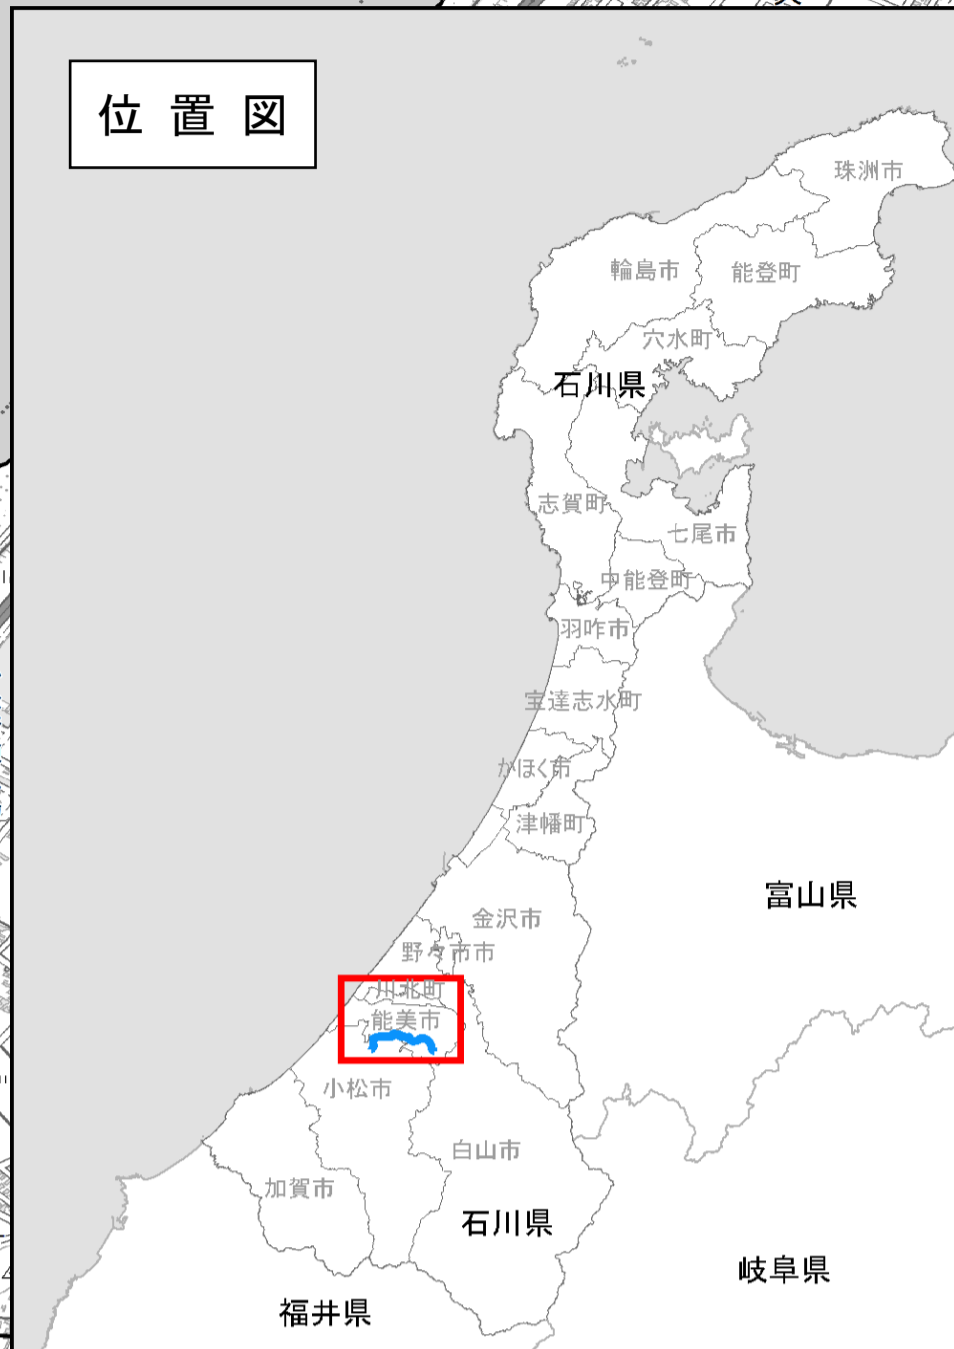 位置図
珠洲市
輪島市
能登町
穴水町
石川県
志賀町
七尾市
中能登町
羽咋市
宝達志水町
かほく市
津幡町
富山県
金沢市
野々市市
川北町
能美市
小松市
白山市
加賀市
石川県
岐阜県
福井県